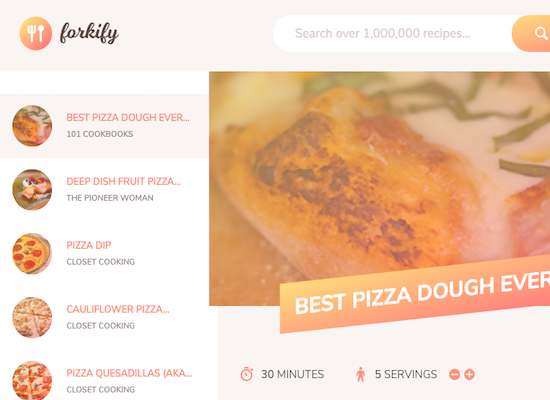 forkify
Search over 1,000,000 recipes...
BEST PIZZA DOUGH EVER...
101 COOKBOOKS
DEEP DISH FRUIT PIZZA...
THE PIONEER WOMAN
PIZZA DIP
CLOSET COOKING
CAULIFLOWER PIZZA...
CLOSET COOKING
PIZZA QUESADILLAS (AKA...
CLOSET COOKING
BEST PIZZA DOUGH EVER
30 MINUTES
5 SERVINGS